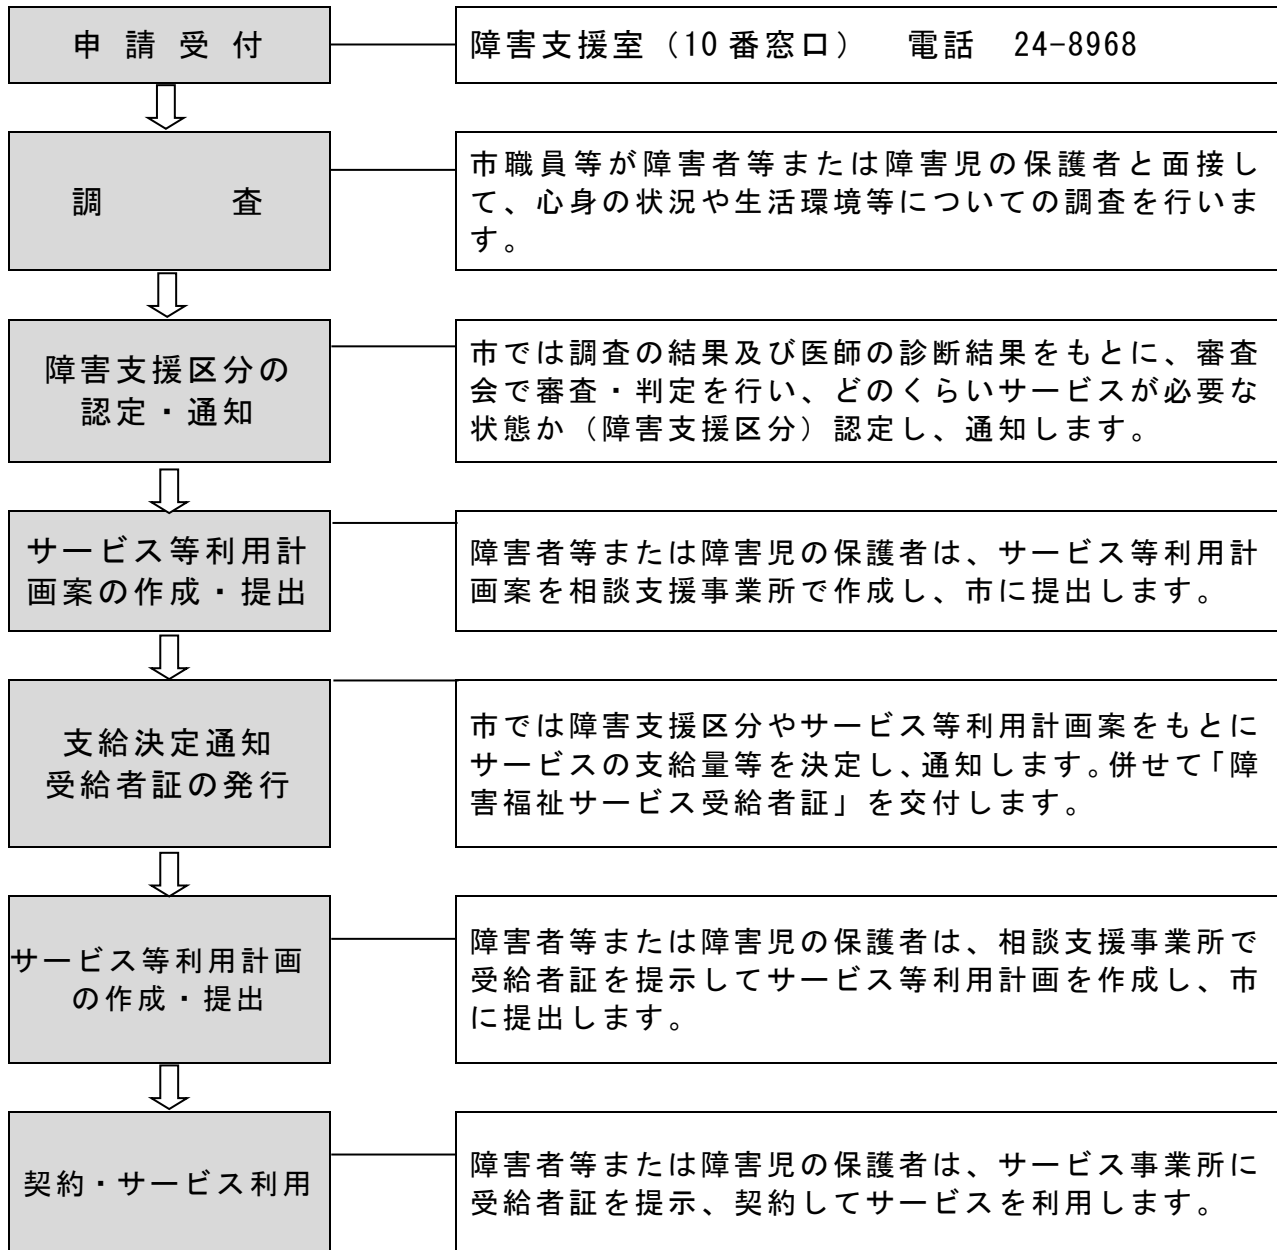 申請受付
障害支援室（10番窓口）　電話　24-8968
調　　査
市職員等が障害者等または障害児の保護者と面接し
て、心身の状況や生活環境等についての調査を行いま
す。
障害支援区分の
認定・通知
市では調査の結果及び医師の診断結果をもとに、審査
会で審査・判定を行い、どのくらいサービスが必要な
状態か（障害支援区分）認定し、通知します。
サービス等利用計
画案の作成・提出
障害者等または障害児の保護者は、サービス等利用計
画案を相談支援事業所で作成し、市に提出します。
支給決定通知
受給者証の発行
市では障害支援区分やサービス等利用計画案をもとに
サービスの支給量等を決定し、通知します。併せて「障
害福祉サービス受給者証」を交付します。
サービス等利用計画
の作成・提出
障害者等または障害児の保護者は、相談支援事業所で
受給者証を提示してサービス等利用計画を作成し、市
に提出します。
契約・サービス利用
障害者等または障害児の保護者は、サービス事業所に
受給者証を提示、契約してサービスを利用します。